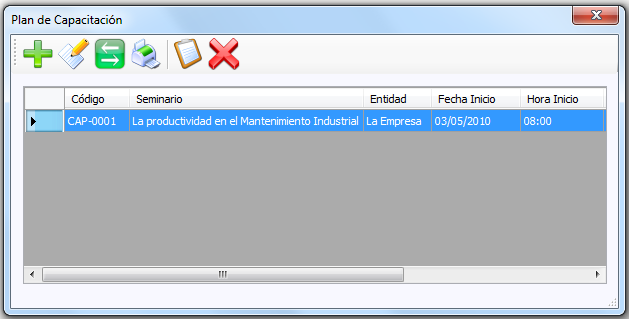 Plan de Capacitación
Código Seminario Entidad Fecha Inicio Hora Inicio
CAP-0001 La productividad en el Mantenimiento Industrial La Empresa 03/05/2010 08:00